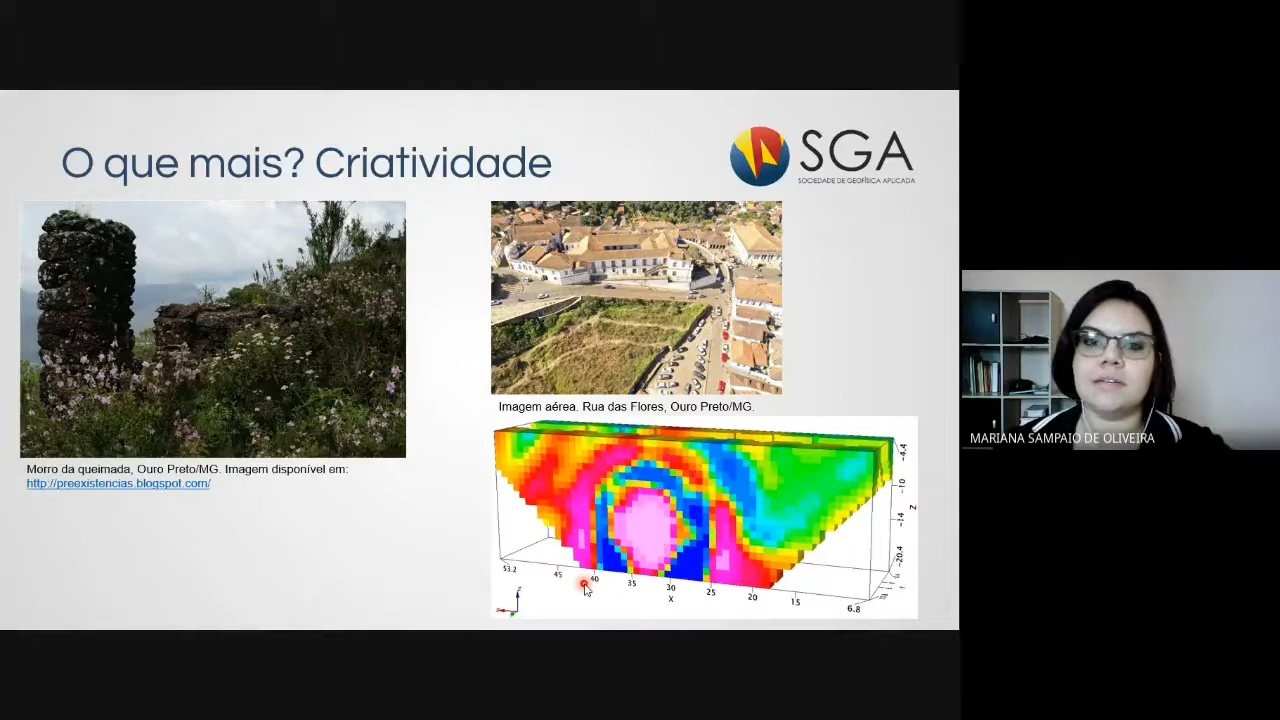 O que mais? Criatividade
SGA
SOCIEDADE DE GEOFÍSICA APLICADA
Morro da queimada, Ouro Preto/MG. Imagem disponível em:
http://preexistencias.blogspot.com/
Imagem aérea. Rua das Flores, Ouro Preto/MG.
-4.4
-10
-14
-20.4
Z
53.2
45
40
35
30
25
20
15
6.8
X
MARIANA SAMPAIO DE OLIVEIRA